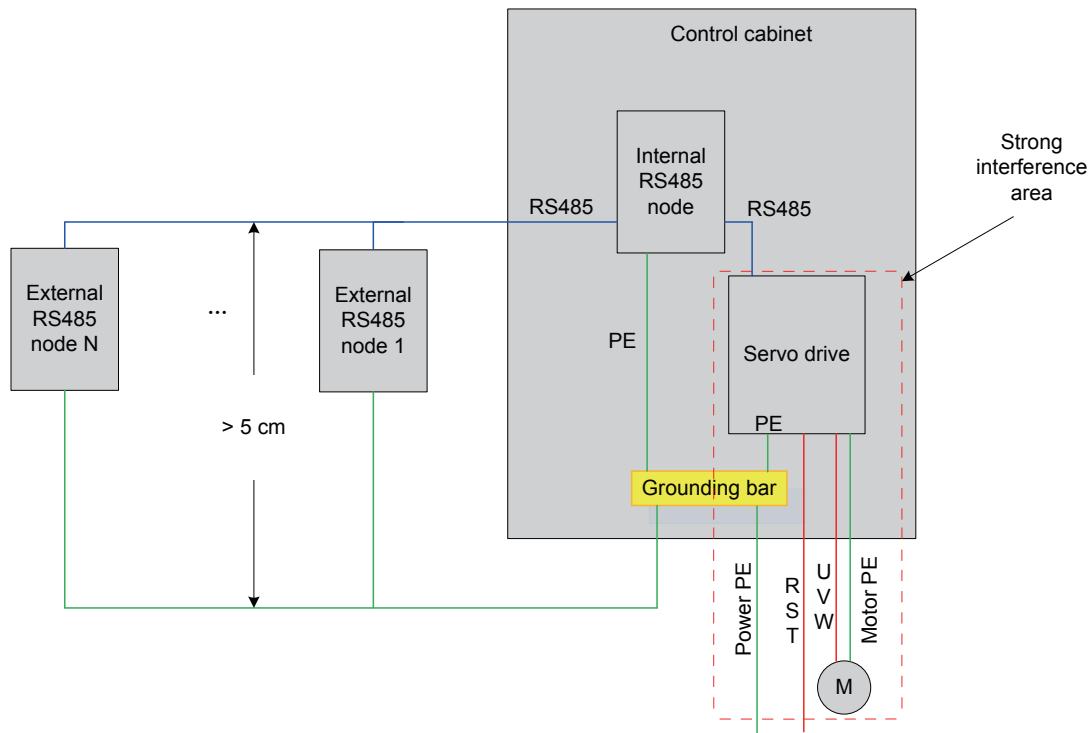 Control cabinet
Strong
interference
area
Internal
RS485
node
RS485
RS485
External
RS485
node N
...
External
RS485
node 1
PE
Servo drive
> 5 cm
PE
Grounding bar
Power PE
R
S
T
U
V
W
Motor PE
M